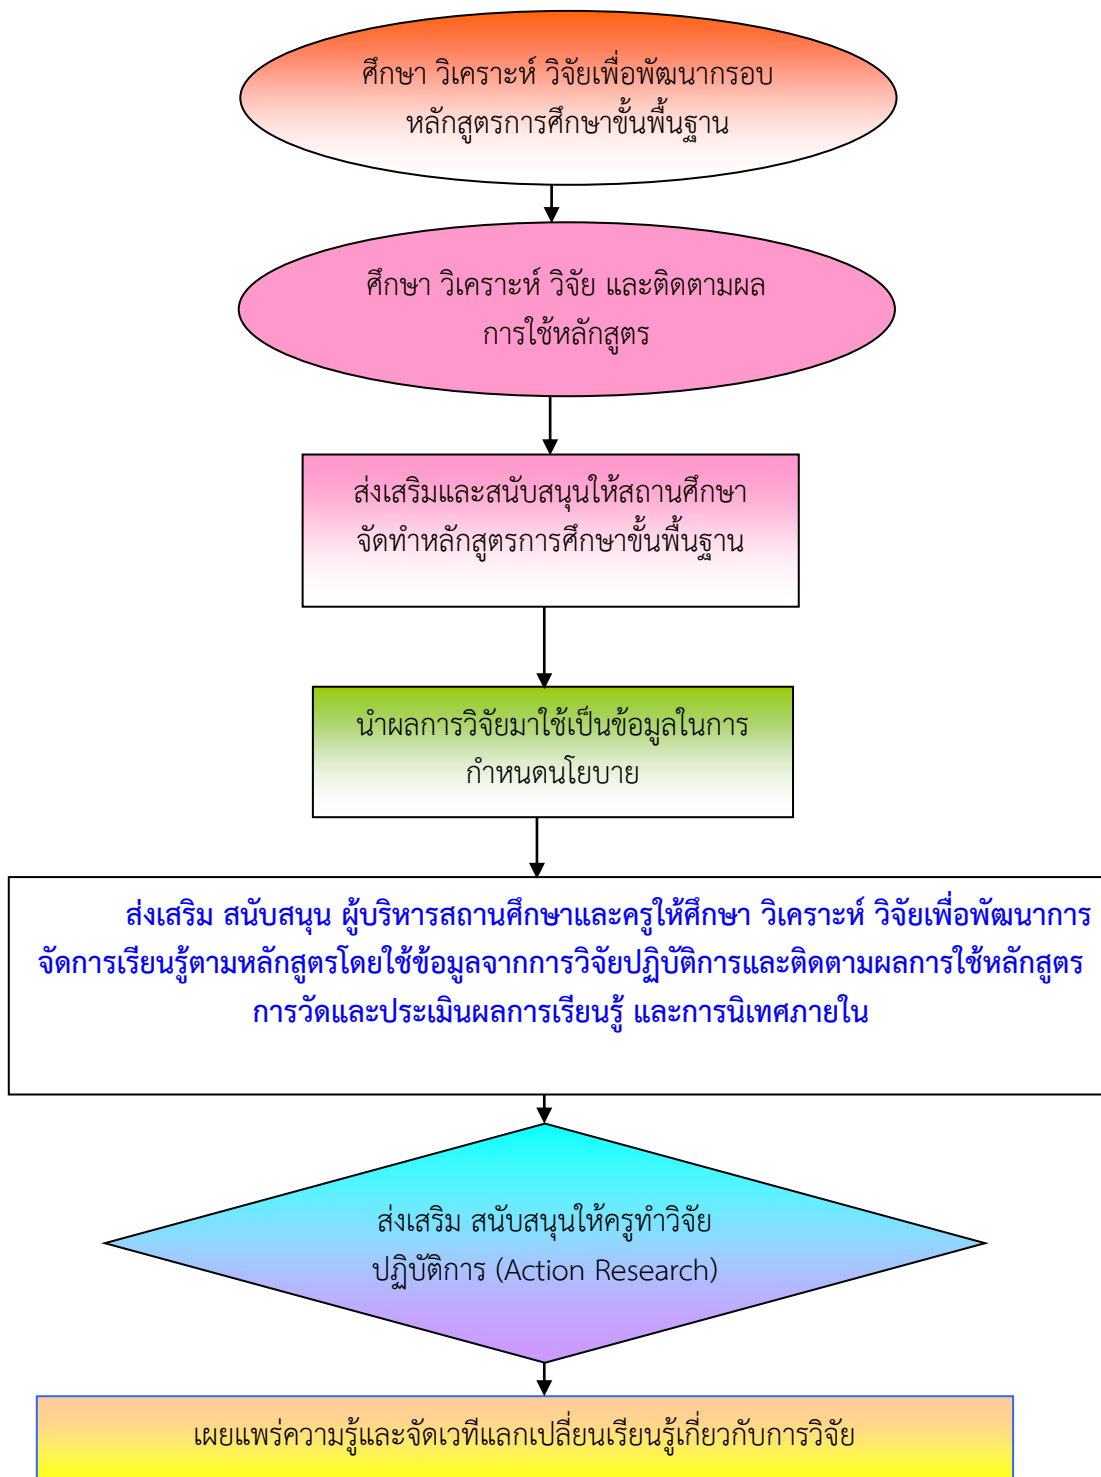 ศึกษา วิเคราะห์ วิจัยเพื่อพัฒนากรอบ
หลักสูตรการศึกษาขั้นพื้นฐาน
ศึกษา วิเคราะห์ วิจัย และติดตามผล
การใช้หลักสูตร
ส่งเสริมและสนับสนุนให้สถานศึกษา
จัดทำหลักสูตรการศึกษาขั้นพื้นฐาน
นำผลการวิจัยมาใช้เป็นข้อมูลในการ
กำหนดนโยบาย
ส่งเสริม สนับสนุน ผู้บริหารสถานศึกษาและครูให้ศึกษา วิเคราะห์ วิจัยเพื่อพัฒนาการ
จัดการเรียนรู้ตามหลักสูตรโดยใช้ข้อมูลจากการวิจัยปฏิบัติการและติดตามผลการใช้หลักสูตร
การวัดและประเมินผลการเรียนรู้ และการนิเทศภายใน
ส่งเสริม สนับสนุนให้ครูทำวิจัย
ปฏิบัติการ (Action Research)
เผยแพร่ความรู้และจัดเวทีแลกเปลี่ยนเรียนรู้เกี่ยวกับการวิจัย